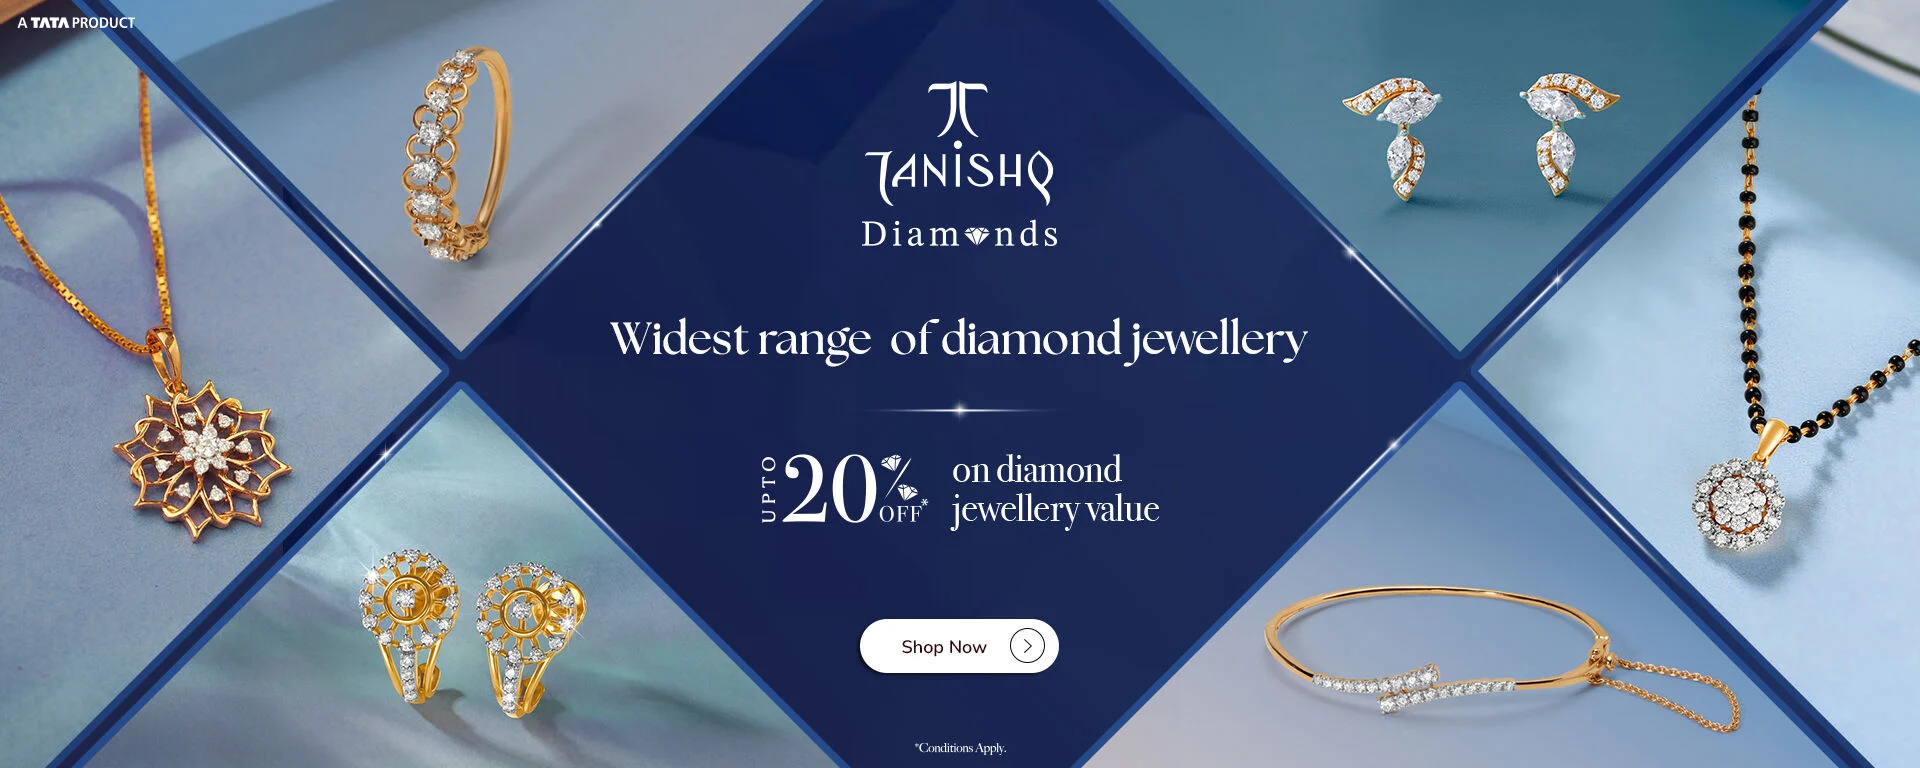 A TATA PRODUCT
TANISHQ
Diamonds
Widest range of diamond jewellery
UPTO 20% OFF* on diamond
jewellery value
Shop Now
*Conditions Apply.